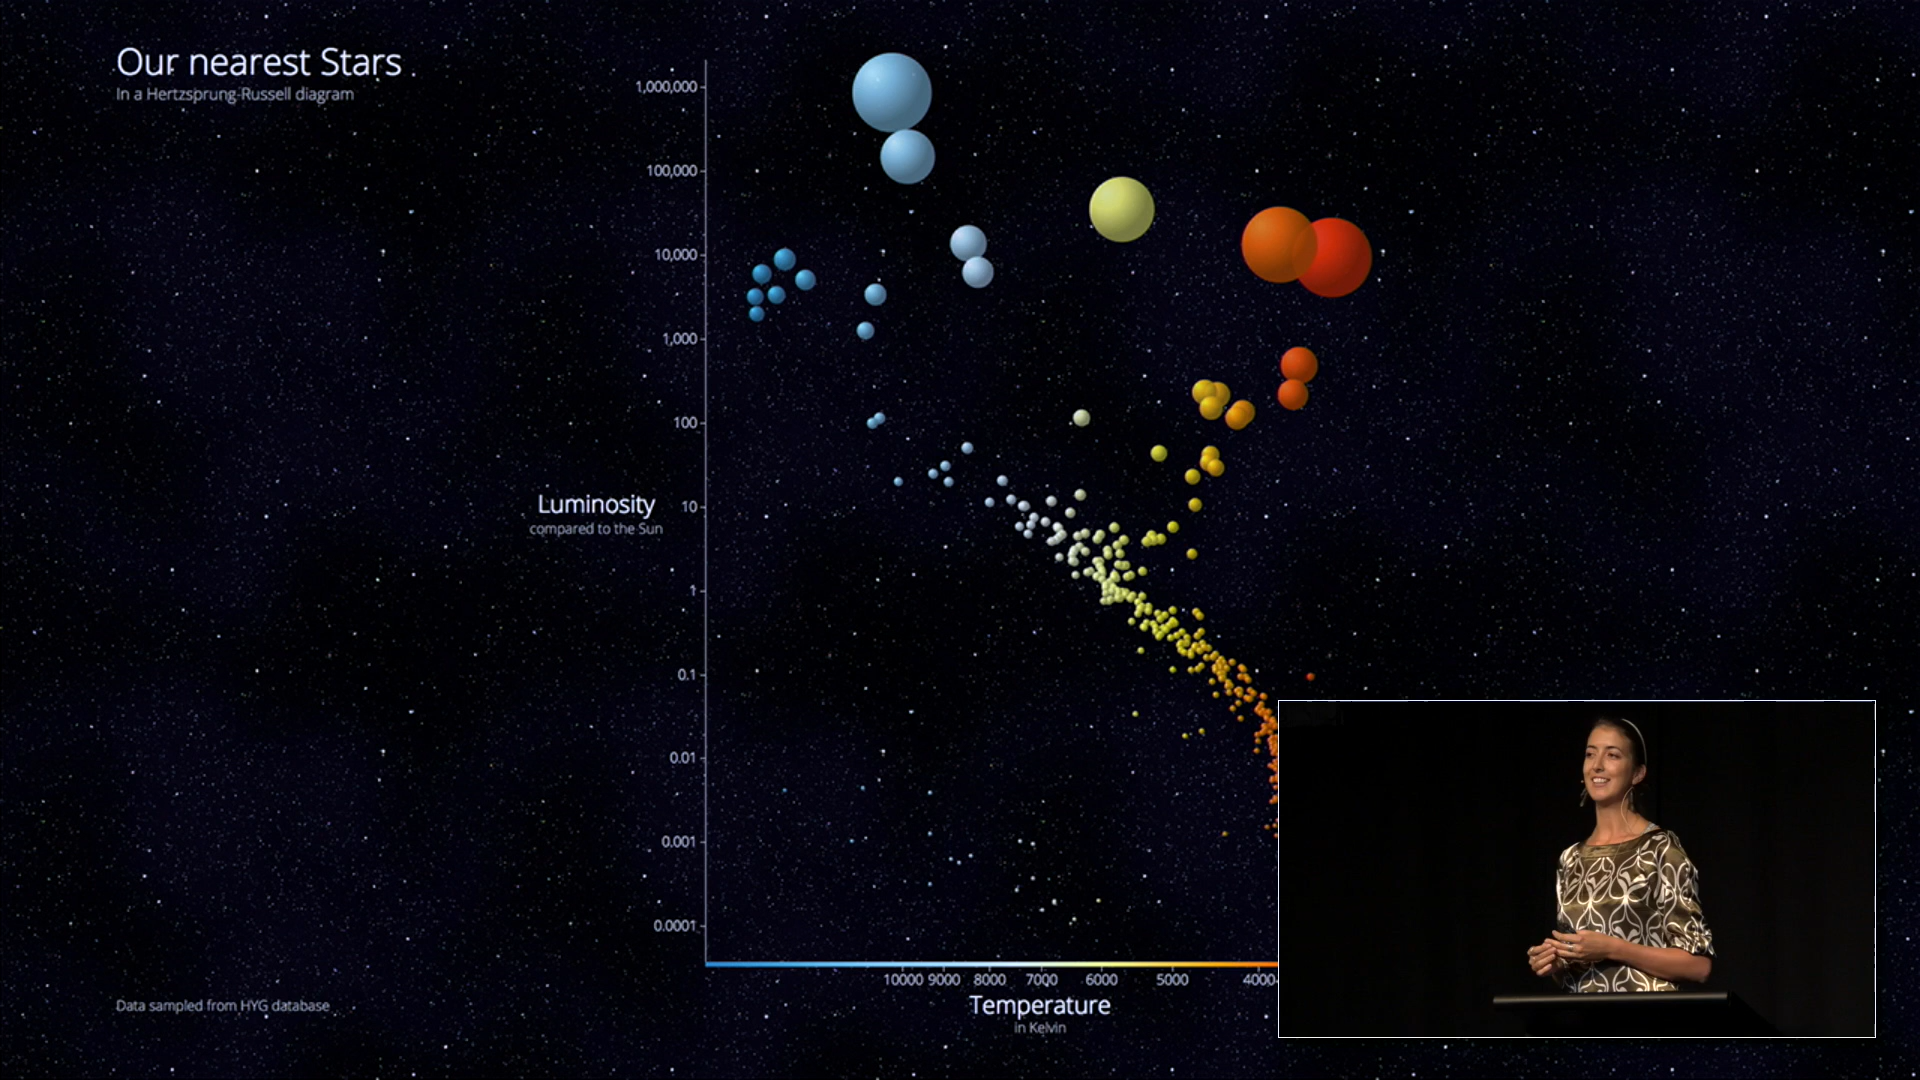 Our nearest Stars
In a Hertzsprung-Russell diagram
1,000,000
100,000
10,000
1,000
100
10
1
0.1
0.01
0.001
0.0001
Luminosity
compared to the Sun
10000 9000 8000 7000 6000 5000 4000
Temperature
in Kelvin
Data sampled from HYG database